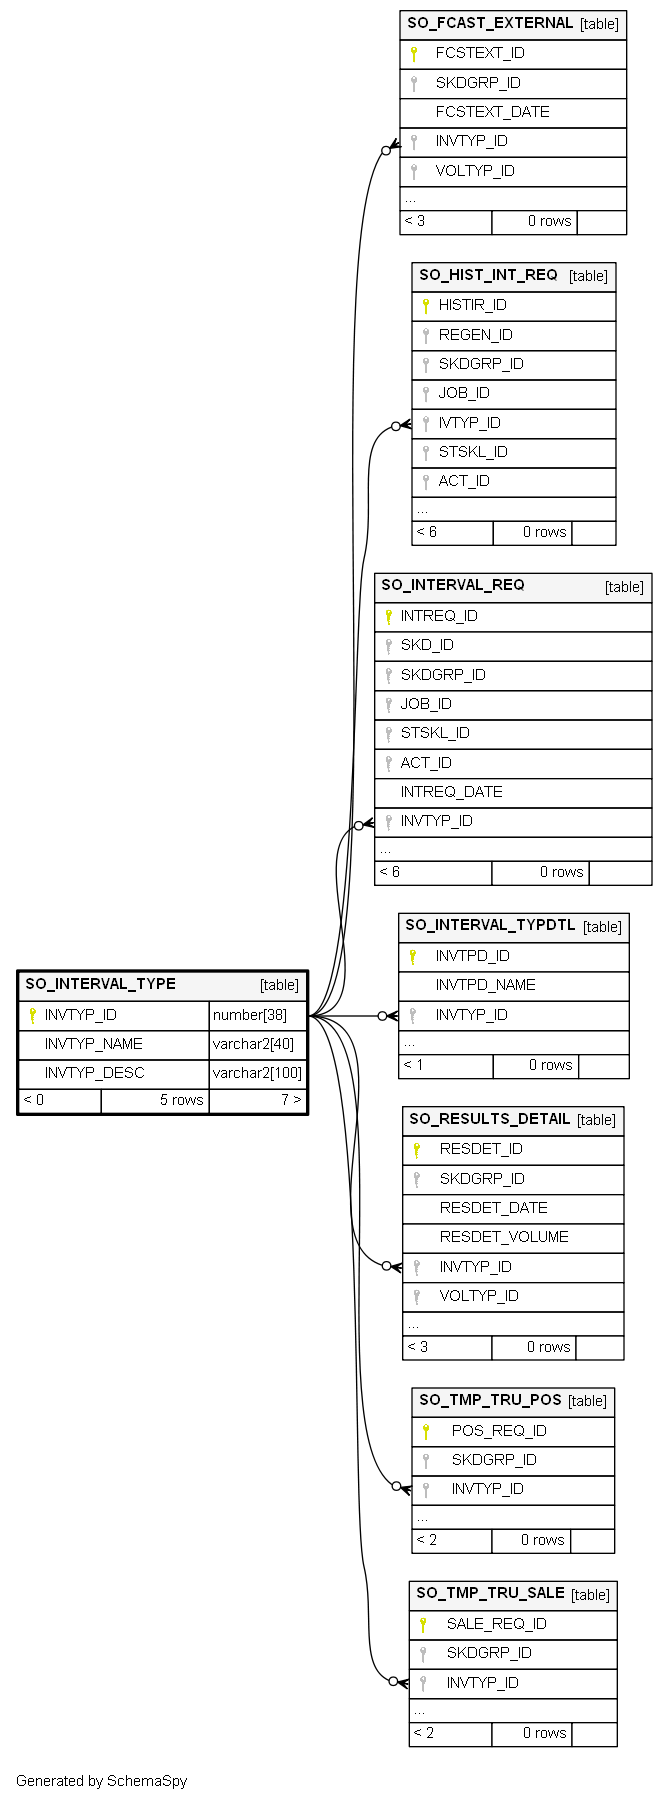 SO_FCAST_EXTERNAL [table]
FCSTEXT_ID
SKDGRP_ID
FCSTEXT_DATE
INVTYP_ID
VOLTYP_ID
...
< 3 0 rows
SO_HIST_INT_REQ [table]
HISTIR_ID
REGEN_ID
SKDGRP_ID
JOB_ID
IVTYP_ID
STSKL_ID
ACT_ID
...
< 6 0 rows
SO_INTERVAL_REQ [table]
INTREQ_ID
SKD_ID
SKDGRP_ID
JOB_ID
STSKL_ID
ACT_ID
INTREQ_DATE
INVTYP_ID
...
< 6 0 rows
SO_INTERVAL_TYPDTL [table]
INVTPD_ID
INVTPD_NAME
INVTYP_ID
...
< 1 0 rows
SO_INTERVAL_TYPE [table]
INVTYP_ID number[38]
INVTYP_NAME varchar2[40]
INVTYP_DESC varchar2[100]
< 0 5 rows 7 >
SO_RESULTS_DETAIL [table]
RESDET_ID
SKDGRP_ID
RESDET_DATE
RESDET_VOLUME
INVTYP_ID
VOLTYP_ID
...
< 3 0 rows
SO_TMP_TRU_POS [table]
POS_REQ_ID
SKDGRP_ID
INVTYP_ID
...
< 2 0 rows
SO_TMP_TRU_SALE [table]
SALE_REQ_ID
SKDGRP_ID
INVTYP_ID
...
< 2 0 rows
Generated by SchemaSpy